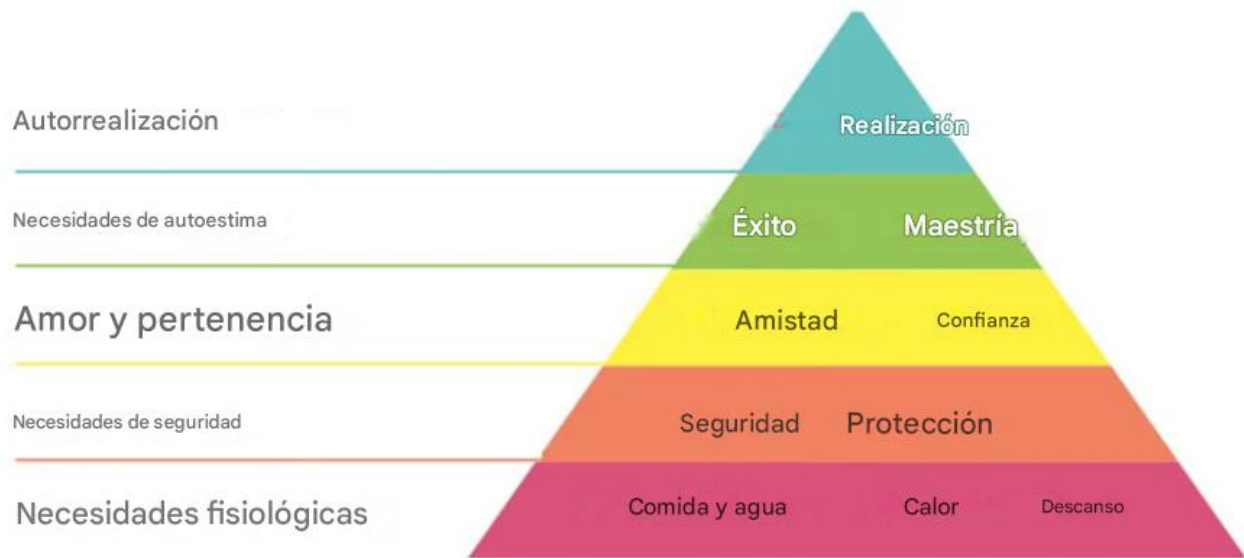 Autorrealización
Realización
Necesidades de autoestima
Éxito Maestría
Amor y pertenencia
Amistad Confianza
Necesidades de seguridad
Seguridad Protección
Necesidades fisiológicas
Comida y agua Calor Descanso